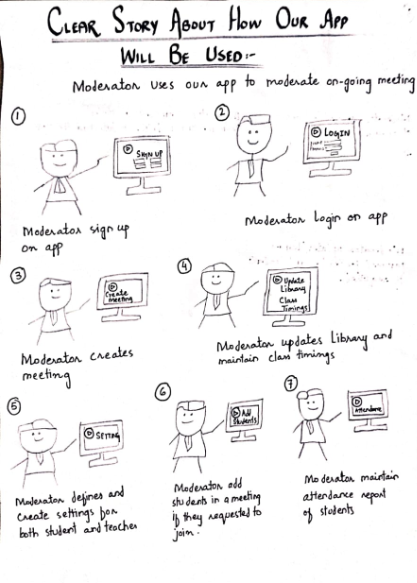 CLEAR STORY ABOUT HOW OUR APP
WILL BE USED:-
Moderator uses our app to moderate on-going meeting
1
SIGN UP
Moderator sign up
on app
2
LOGIN
Moderator login on app
3
Create
Meeting
Moderator creates
meeting
4
Update
Library
Class
Timings
Moderator updates Library and
maintain class timings
5
SETTING
Moderator defines and
create settings for
both student and teacher
6
Add
Students
Moderator add
students in a meeting
if they requested to
join.
7
Attendance
Moderator maintain
attendance report
of students